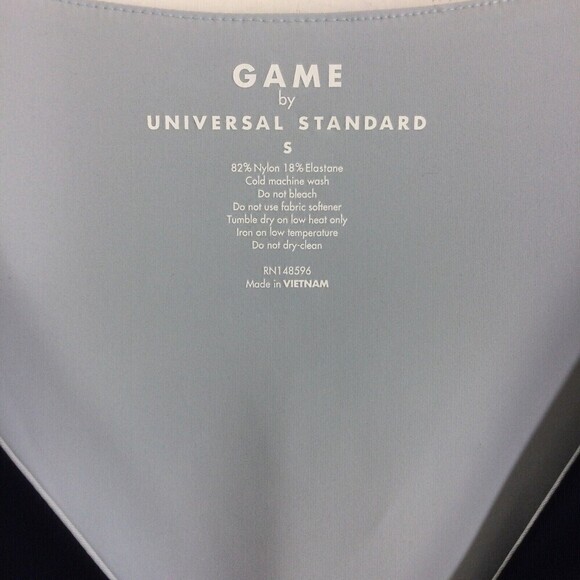 GAME
by
UNIVERSAL STANDARD
S
82% Nylon 18% Elastane
Cold machine wash
Do not bleach
Do not use fabric softener
Tumble dry on low heat only
Iron on low temperature
Do not dry-clean
RN148596
Made in VIETNAM